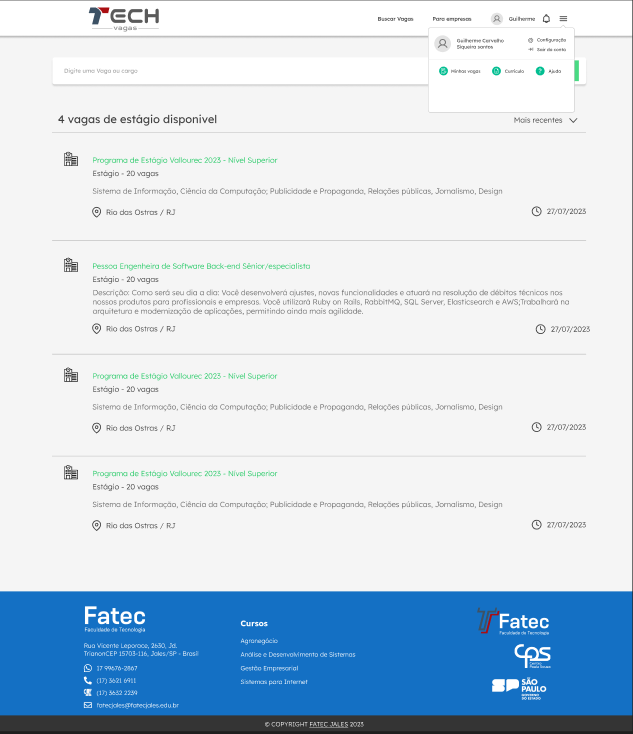 TECH
vagas
Buscar Vagas
Para empresas
Guilherme
Guilherme Carvalho
Siqueira santos
Configuração
Sair da conta
Minhas vagas
Currículo
Ajuda
Digite uma Vaga ou cargo
4 vagas de estágio disponivel
Mais recentes
Programa de Estágio Vallourec 2023 - Nível Superior
Estágio - 20 vagas
Sistema de Informação, Ciência da Computação; Publicidade e Propaganda, Relações públicas, Jornalismo, Design
Rio das Ostras / RJ
27/07/2023
Pessoa Engenheira de Software Back-end Sênior/especialista
Estágio - 20 vagas
Descrição: Como será seu dia a dia: Você desenvolverá ajustes, novas funcionalidades e atuará na resolução de débitos técnicos nos
nossos produtos para profissionais e empresas. Você utilizará Ruby on Rails, RabbitMQ, SQL Server, Elasticsearch e AWS;Trabalhará na
arquitetura e modernização de aplicações, permitindo ainda mais agilidade.
Rio das Ostras / RJ
27/07/2023
Programa de Estágio Vallourec 2023 - Nível Superior
Estágio - 20 vagas
Sistema de Informação, Ciência da Computação; Publicidade e Propaganda, Relações públicas, Jornalismo, Design
Rio das Ostras / RJ
27/07/2023
Programa de Estágio Vallourec 2023 - Nível Superior
Estágio - 20 vagas
Sistema de Informação, Ciência da Computação; Publicidade e Propaganda, Relações públicas, Jornalismo, Design
Rio das Ostras / RJ
27/07/2023
Fatec
Faculdade de Tecnologia
Rua Vicente Leporace, 2630, Jd.
TrianonCEP 15703-116, Jales/SP - Brasil
17 99676-2867
(17) 3621 6911
(17) 3632 2239
fatecjales@fatecjales.edu.br
Cursos
Agronegócio
Análise e Desenvolvimento de Sistemas
Gestão Empresarial
Sistemas para Internet
Fatec
Faculdade de Tecnologia
CPS
Centro
Paula Souza
SP
SÃO
PAULO
GOVERNO
DO ESTADO
© COPYRIGHT FATEC JALES 2023